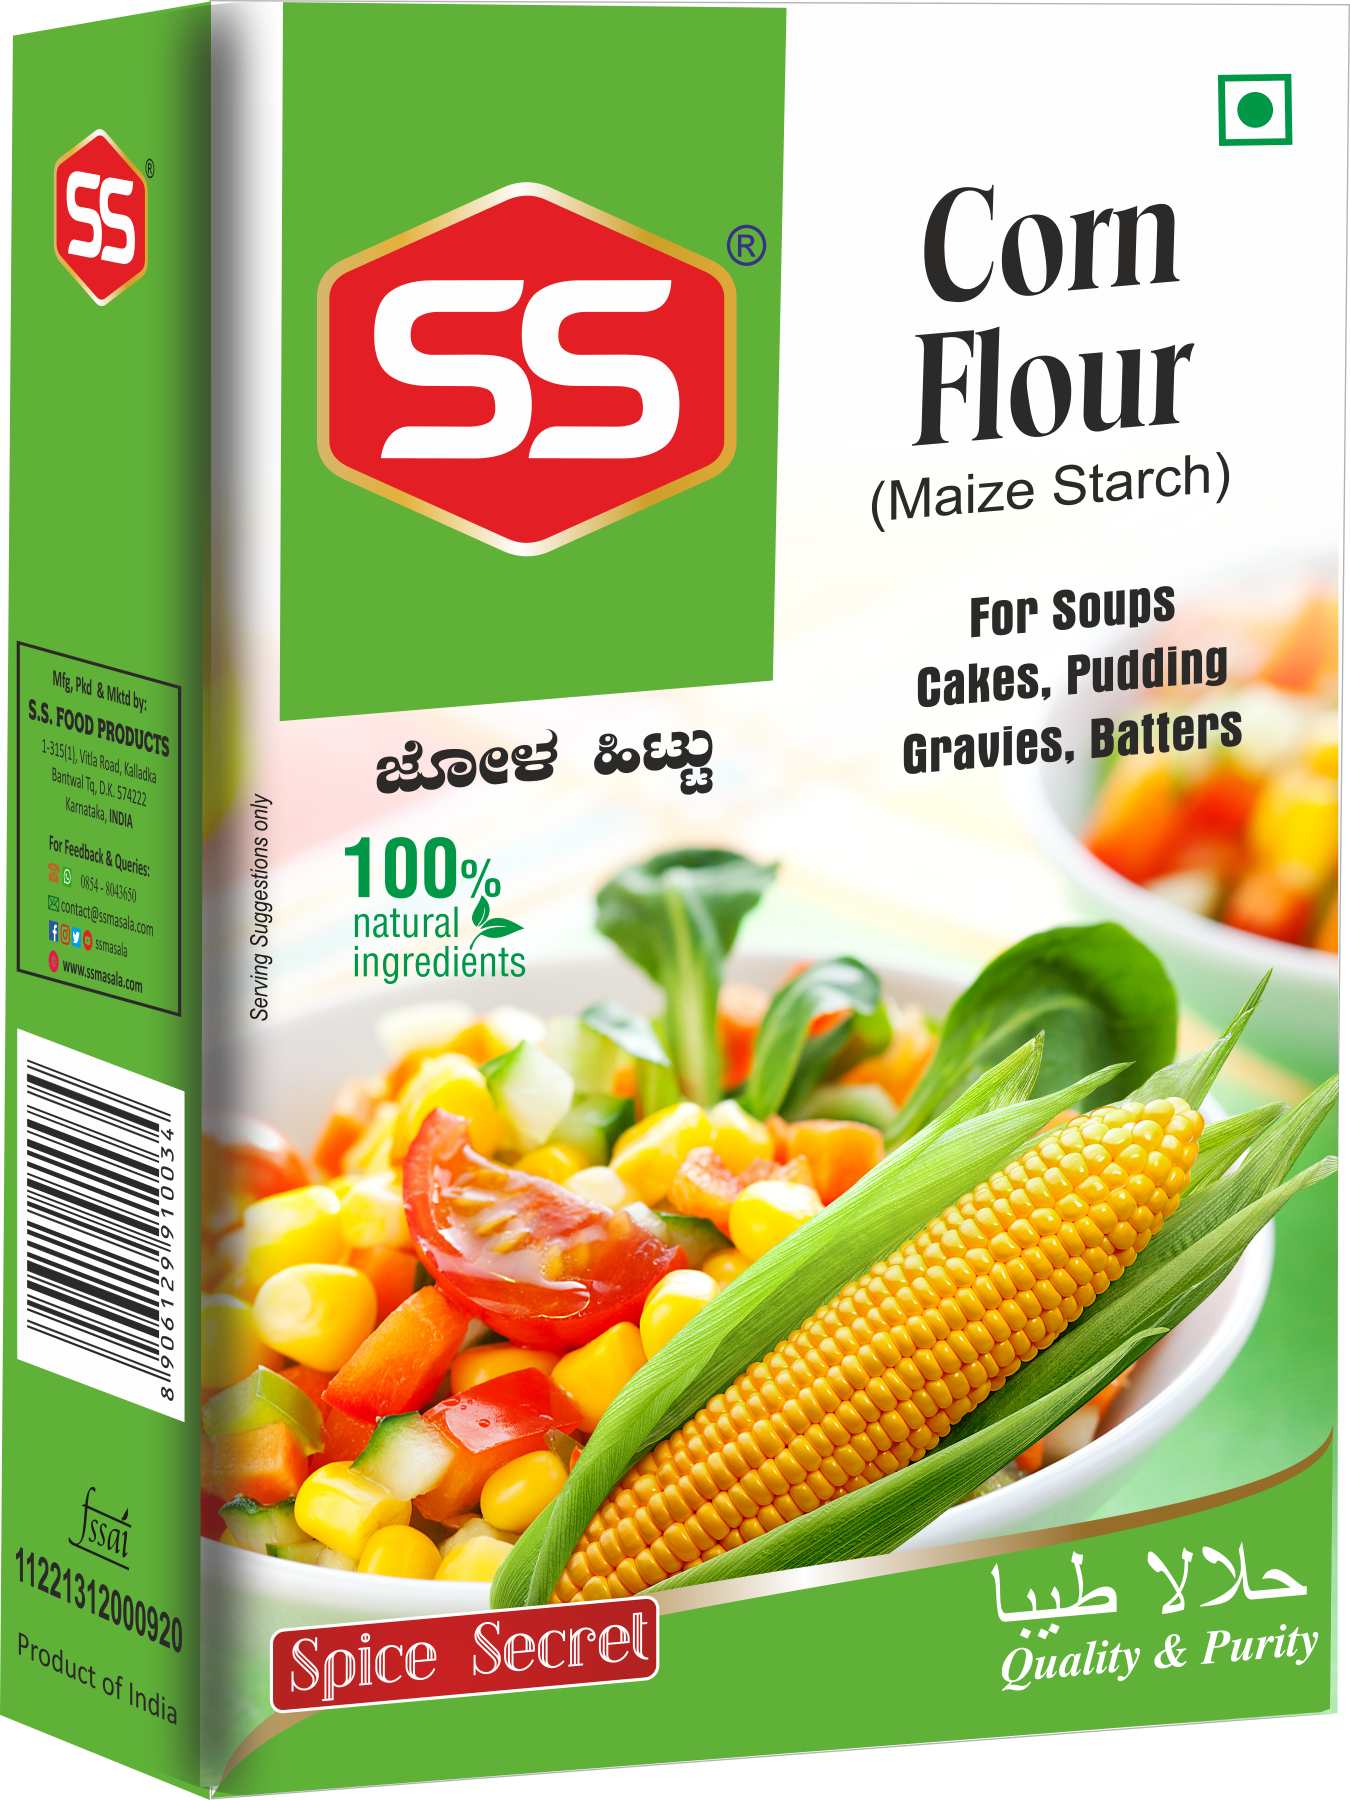 SS
®
Mfg, Pkd & Mktd by:
S.S. FOOD PRODUCTS
1-315(1), Vitla Road, Kalladka
Bantwal Tq, D.K. 574222
Karnataka, INDIA
For Feedback & Queries:
0854 - 8043650
contact@ssmasala.com
ssmasala
www.ssmasala.com
8 906129 910034
fssai
11221312000920
Product of India
SS
®
Corn
Flour
(Maize Starch)
For Soups
Cakes, Pudding
Gravies, Batters
ಜೋಳ ಹಿಟ್ಟು
100%
natural
ingredients
Serving Suggestions only
Spice Secret
حلالا طيبا
Quality & Purity